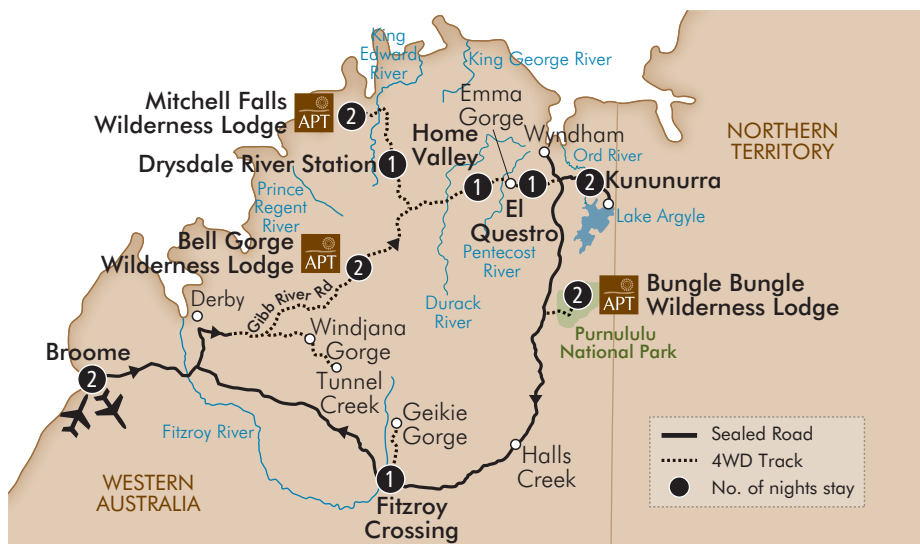 King
Edward
River
King George River
Emma
Gorge
Mitchell Falls
Wilderness Lodge
APT
2
Home
Valley
Wyndham
NORTHERN
TERRITORY
Drysdale River Station
1
Ord River
Prince
Regent
River
1
1
2
Kununurra
El
Questro
Lake Argyle
Bell Gorge
Wilderness Lodge
APT
2
Pentecost
River
Durack
River
Derby
Gibb River Rd
2
APT
Bungle Bungle
Wilderness Lodge
Windjana
Gorge
Purnululu
National Park
Broome
2
Tunnel
Creek
Geikie
Gorge
Fitzroy River
Halls
Creek
WESTERN
AUSTRALIA
1
Fitzroy
Crossing
Sealed Road
4WD Track
No. of nights stay